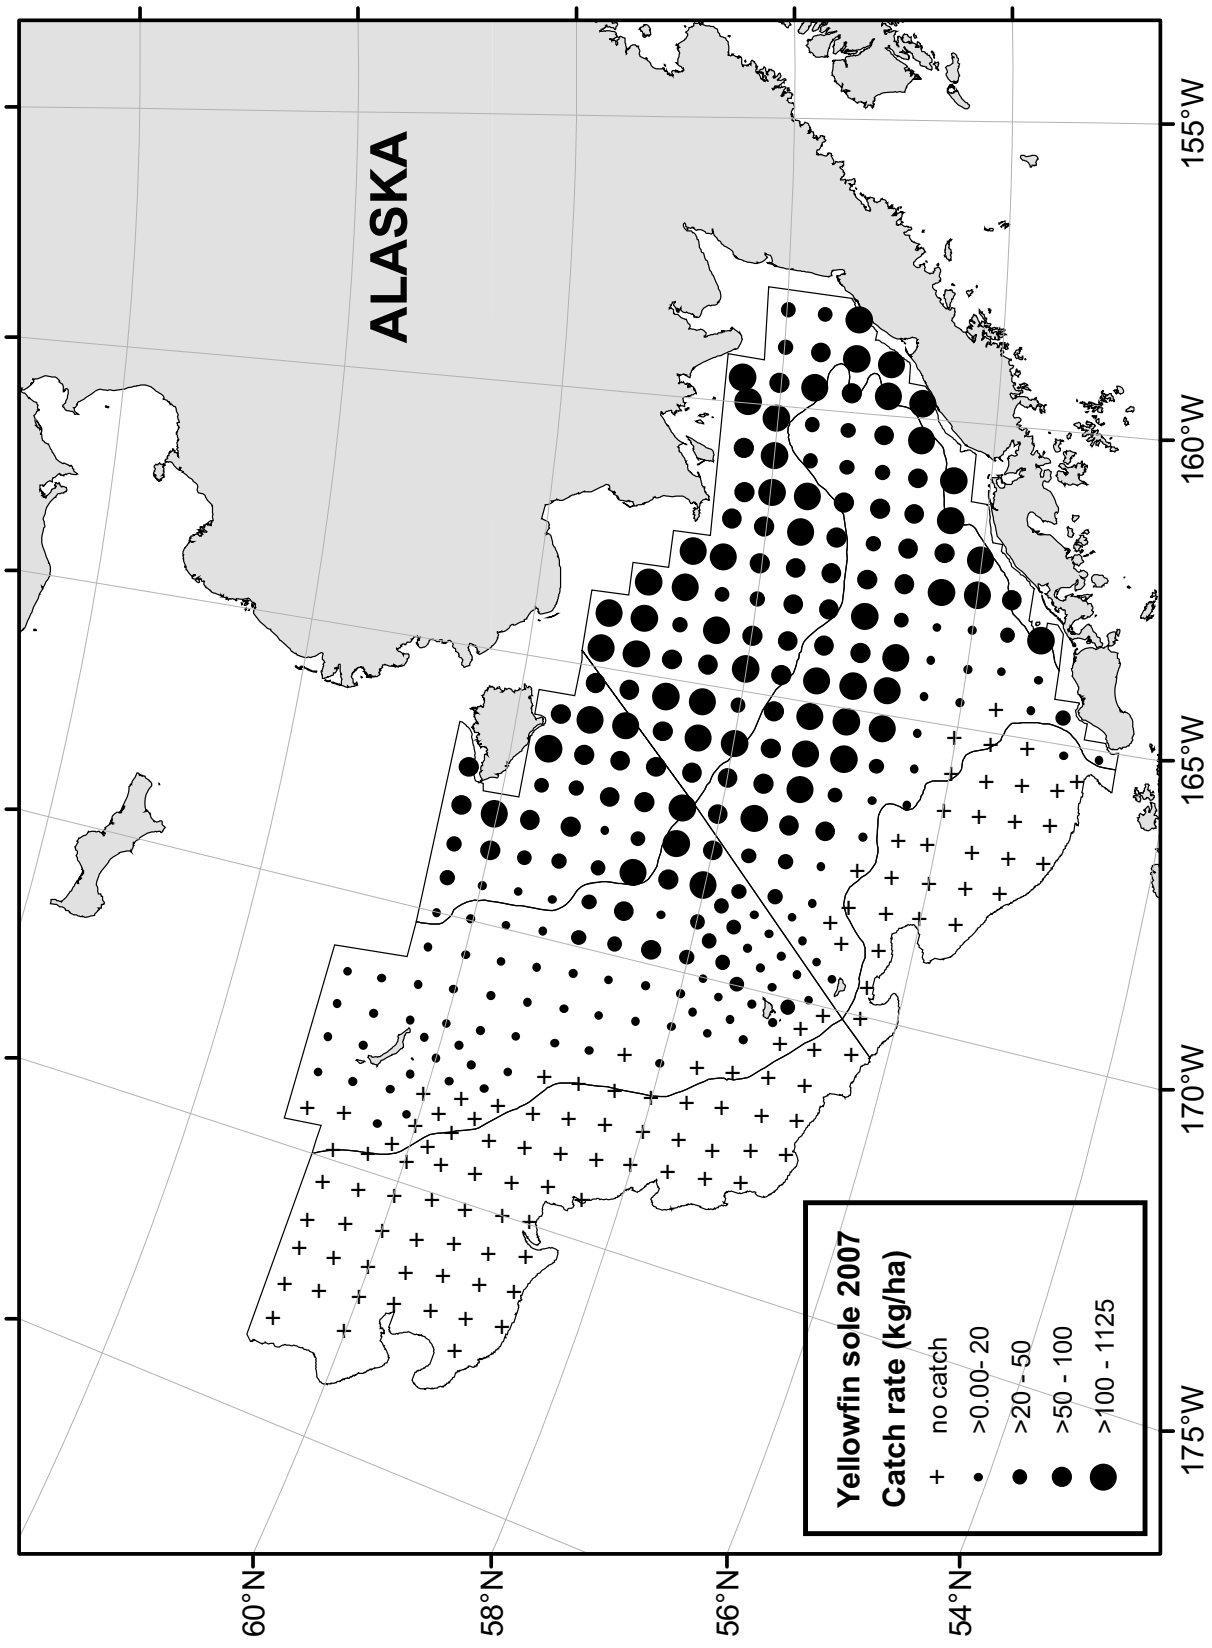 ALASKA
60°N
58°N
56°N
54°N
175°W
170°W
165°W
160°W
155°W
Yellowfin sole 2007
Catch rate (kg/ha)
no catch
>0.00- 20
>20 - 50
>50 - 100
>100 - 1125